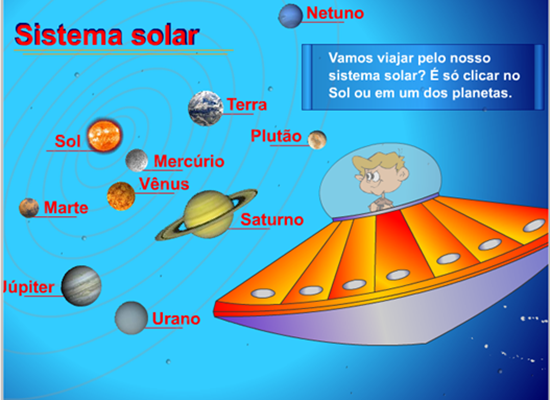 Netuno
Sistema solar
Vamos viajar pelo nosso
sistema solar? É só clicar no
Sol ou em um dos planetas.
Terra
Plutão
Sol
Mercúrio
Vênus
Marte
Saturno
Júpiter
Urano